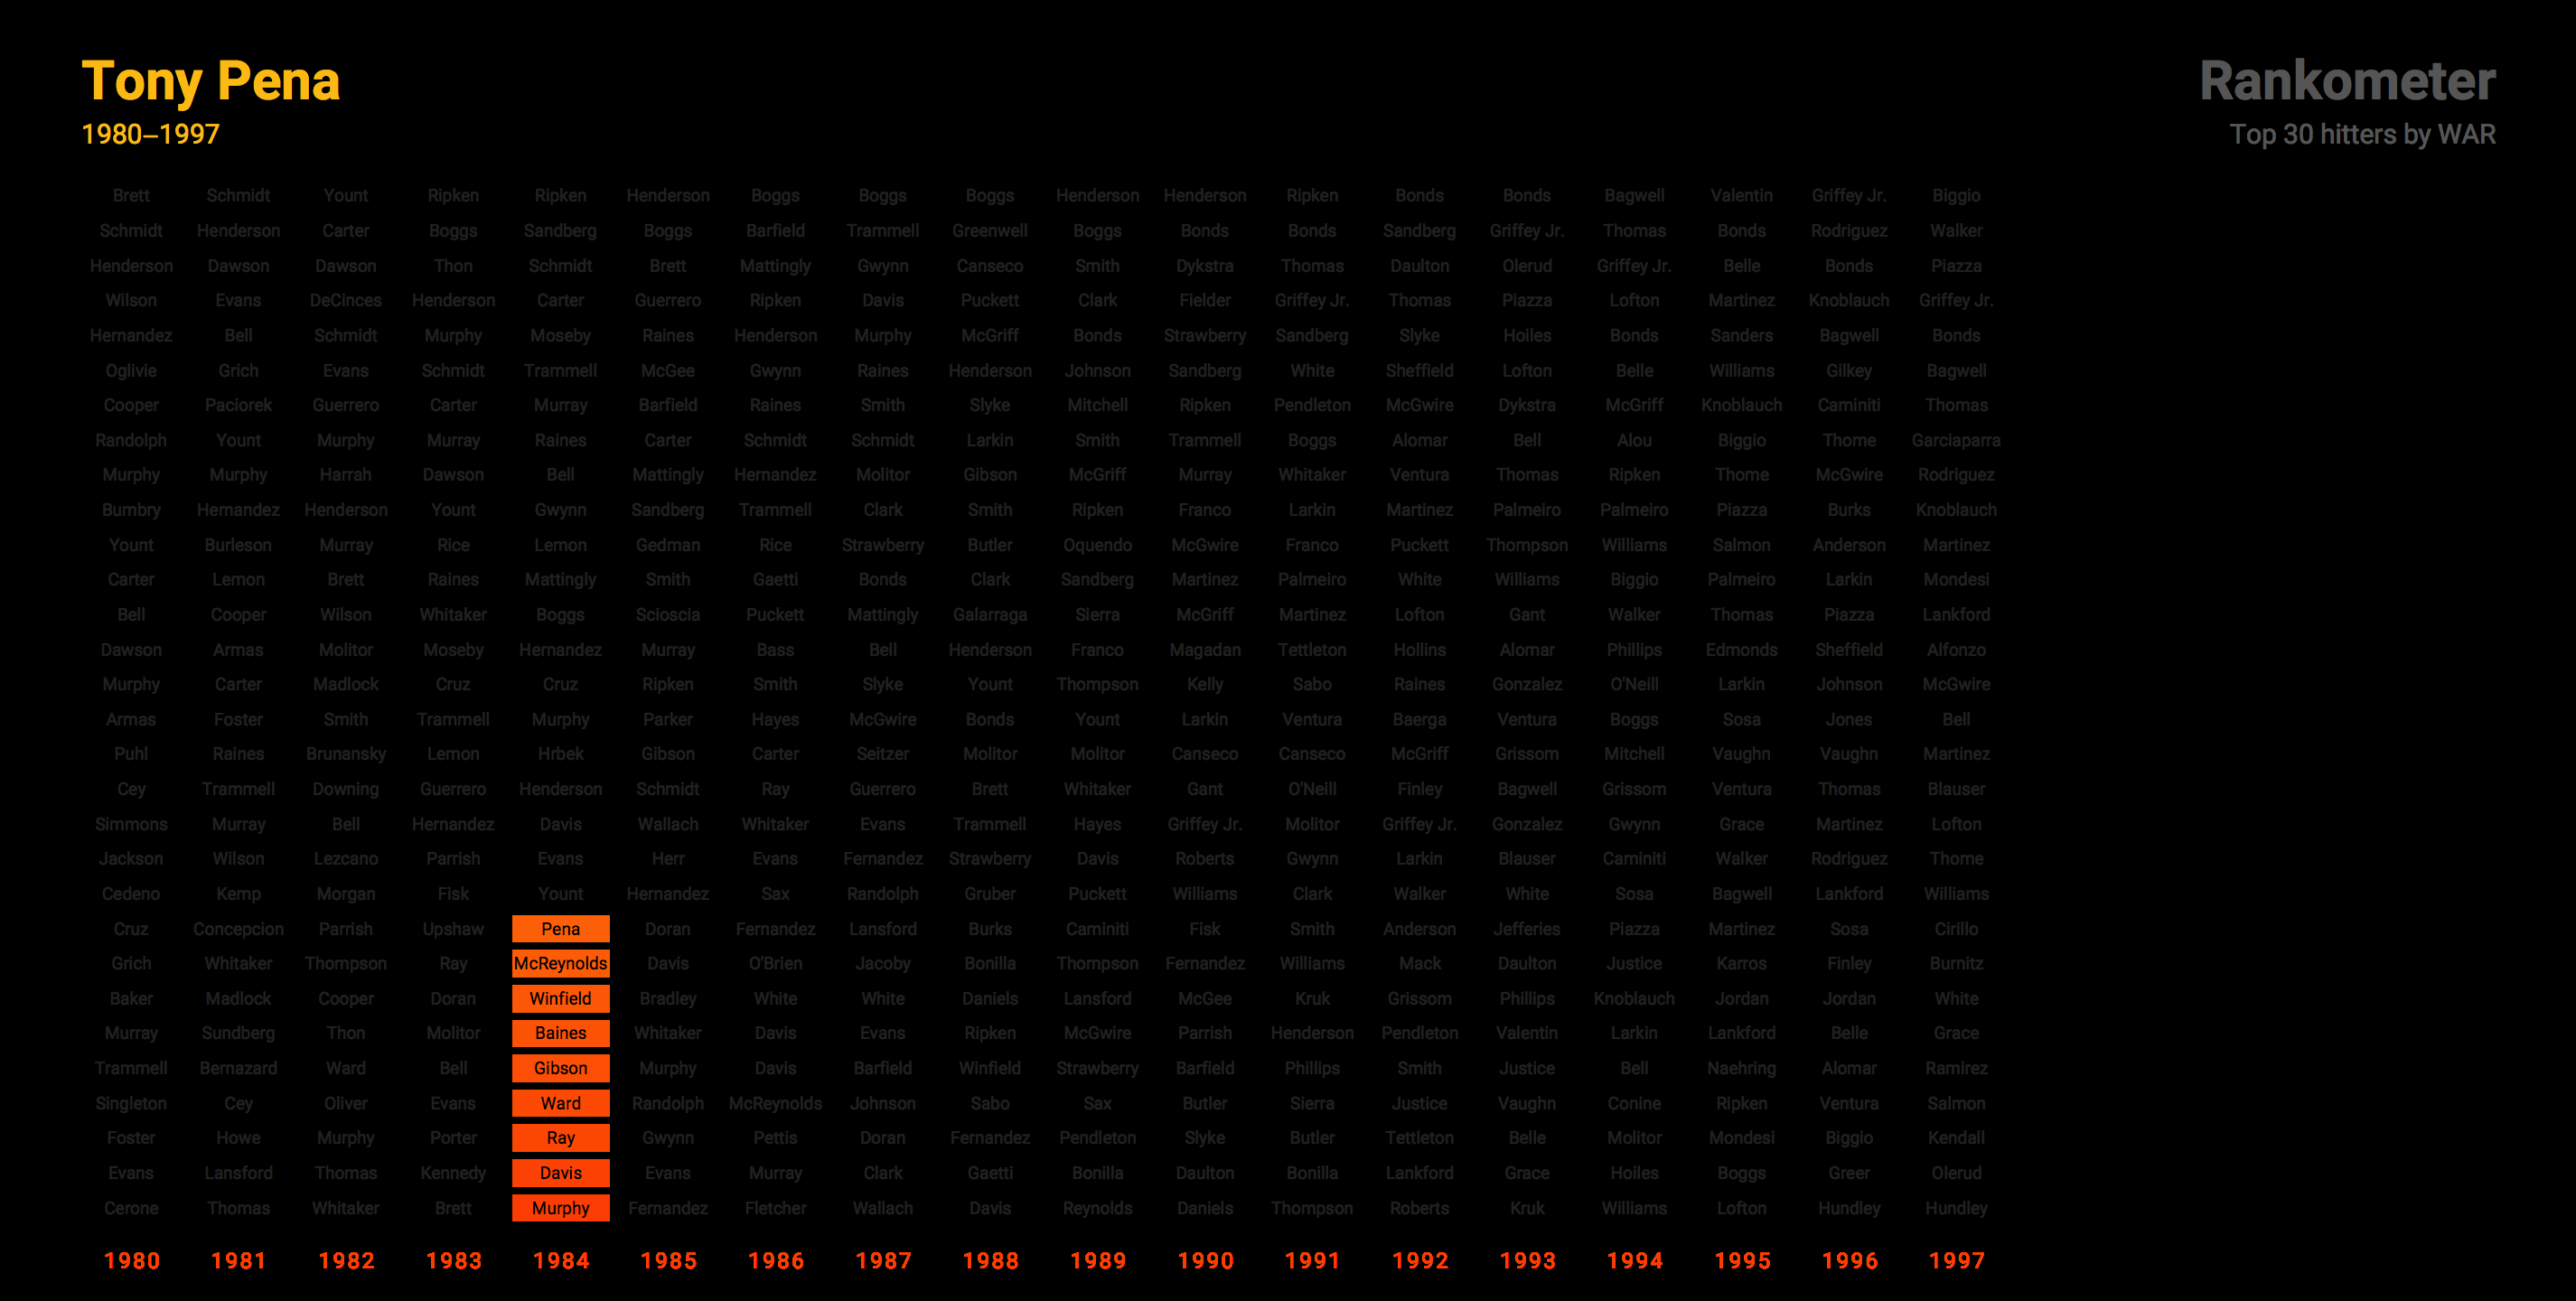 Tony Pena
1980–1997
Rankometer
Top 30 hitters by WAR
Brett Schmidt Yount Ripken Ripken Henderson Boggs Boggs Boggs Henderson Henderson Ripken Bonds Bonds Bagwell Valentin Griffey Jr. Biggio
Schmidt Henderson Carter Boggs Sandberg Boggs Barfield Trammell Greenwell Boggs Bonds Bonds Sandberg Griffey Jr. Thomas Bonds Rodriguez Walker
Henderson Dawson Dawson Thon Schmidt Brett Mattingly Gwynn Canseco Smith Dykstra Thomas Daulton Olerud Griffey Jr. Belle Bonds Piazza
Wilson Evans DeCinces Henderson Carter Guerrero Ripken Davis Puckett Clark Fielder Griffey Jr. Thomas Piazza Lofton Martinez Knoblauch Griffey Jr.
Hernandez Bell Schmidt Murphy Moseby Raines Henderson Murphy McGriff Bonds Strawberry Sandberg Slyke Hoiles Bonds Sanders Bagwell Bonds
Oglivie Grich Evans Schmidt Trammell McGee Gwynn Raines Henderson Johnson Sandberg White Sheffield Lofton Belle Williams Gilkey Bagwell
Cooper Paciorek Guerrero Carter Murray Barfield Raines Smith Slyke Mitchell Ripken Pendleton McGwire Dykstra McGriff Knoblauch Caminiti Thomas
Randolph Yount Murphy Murray Raines Carter Schmidt Schmidt Larkin Smith Trammell Boggs Alomar Bell Alou Biggio Thome Garciaparra
Murphy Murphy Harrah Dawson Bell Mattingly Hernandez Molitor Gibson McGriff Murray Whitaker Ventura Thomas Ripken Thome McGwire Rodriguez
Bumbry Hernandez Henderson Yount Gwynn Sandberg Trammell Clark Smith Ripken Franco Larkin Martinez Palmeiro Palmeiro Piazza Burks Knoblauch
Yount Burleson Murray Rice Lemon Gedman Rice Strawberry Butler Oquendo McGwire Franco Puckett Thompson Williams Salmon Anderson Martinez
Carter Lemon Brett Raines Mattingly Smith Gaetti Bonds Clark Sandberg Martinez Palmeiro White Williams Biggio Palmeiro Larkin Mondesi
Bell Cooper Wilson Whitaker Boggs Scioscia Puckett Mattingly Galarraga Sierra McGriff Martinez Lofton Gant Walker Thomas Piazza Lankford
Dawson Armas Molitor Moseby Hernandez Murray Bass Bell Henderson Franco Magadan Tettleton Hollins Alomar Phillips Edmonds Sheffield Alfonzo
Murphy Carter Madlock Cruz Cruz Ripken Smith Slyke Yount Thompson Kelly Sabo Raines Gonzalez O'Neill Larkin Johnson McGwire
Armas Foster Smith Trammell Murphy Parker Hayes McGwire Bonds Yount Larkin Ventura Baerga Ventura Boggs Sosa Jones Bell
Puhl Raines Brunansky Lemon Hrbek Gibson Carter Seitzer Molitor Molitor Canseco Canseco McGriff Grissom Mitchell Vaughn Vaughn Martinez
Cey Trammell Downing Guerrero Henderson Schmidt Ray Guerrero Brett Whitaker Gant O'Neill Finley Bagwell Grissom Ventura Thomas Blauser
Simmons Murray Bell Hernandez Davis Wallach Whitaker Evans Trammell Hayes Griffey Jr. Molitor Griffey Jr. Gonzalez Gwynn Grace Martinez Lofton
Jackson Wilson Lezcano Parrish Evans Herr Evans Fernandez Strawberry Davis Roberts Gwynn Larkin Blauser Caminiti Walker Rodriguez Thome
Cedeno Kemp Morgan Fisk Yount Hernandez Sax Randolph Gruber Puckett Williams Clark Walker White Sosa Bagwell Lankford Williams
Cruz Concepcion Parrish Upshaw Pena Doran Fernandez Lansford Burks Caminiti Fisk Smith Anderson Jefferies Piazza Martinez Sosa Cirillo
Grich Whitaker Thompson Ray McReynolds Davis O'Brien Jacoby Bonilla Thompson Fernandez Williams Mack Daulton Justice Karros Finley Burnitz
Baker Madlock Cooper Doran Winfield Bradley White White Daniels Lansford McGee Kruk Grissom Phillips Knoblauch Jordan Jordan White
Murray Sundberg Thon Molitor Baines Whitaker Davis Evans Ripken McGwire Parrish Henderson Pendleton Valentin Larkin Lankford Belle Grace
Trammell Bernazard Ward Bell Gibson Murphy Davis Barfield Winfield Strawberry Barfield Phillips Smith Justice Bell Naehring Alomar Ramirez
Singleton Cey Oliver Evans Ward Randolph McReynolds Johnson Sabo Sax Butler Sierra Justice Vaughn Conine Ripken Ventura Salmon
Foster Howe Murphy Porter Ray Gwynn Pettis Doran Fernandez Pendleton Slyke Butler Tettleton Belle Molitor Mondesi Biggio Kendall
Evans Lansford Thomas Kennedy Davis Evans Murray Clark Gaetti Bonilla Daulton Bonilla Lankford Grace Hoiles Boggs Greer Olerud
Cerone Thomas Whitaker Brett Murphy Fernandez Fletcher Wallach Davis Reynolds Daniels Thompson Roberts Kruk Williams Lofton Hundley Hundley
1980 1981 1982 1983 1984 1985 1986 1987 1988 1989 1990 1991 1992 1993 1994 1995 1996 1997